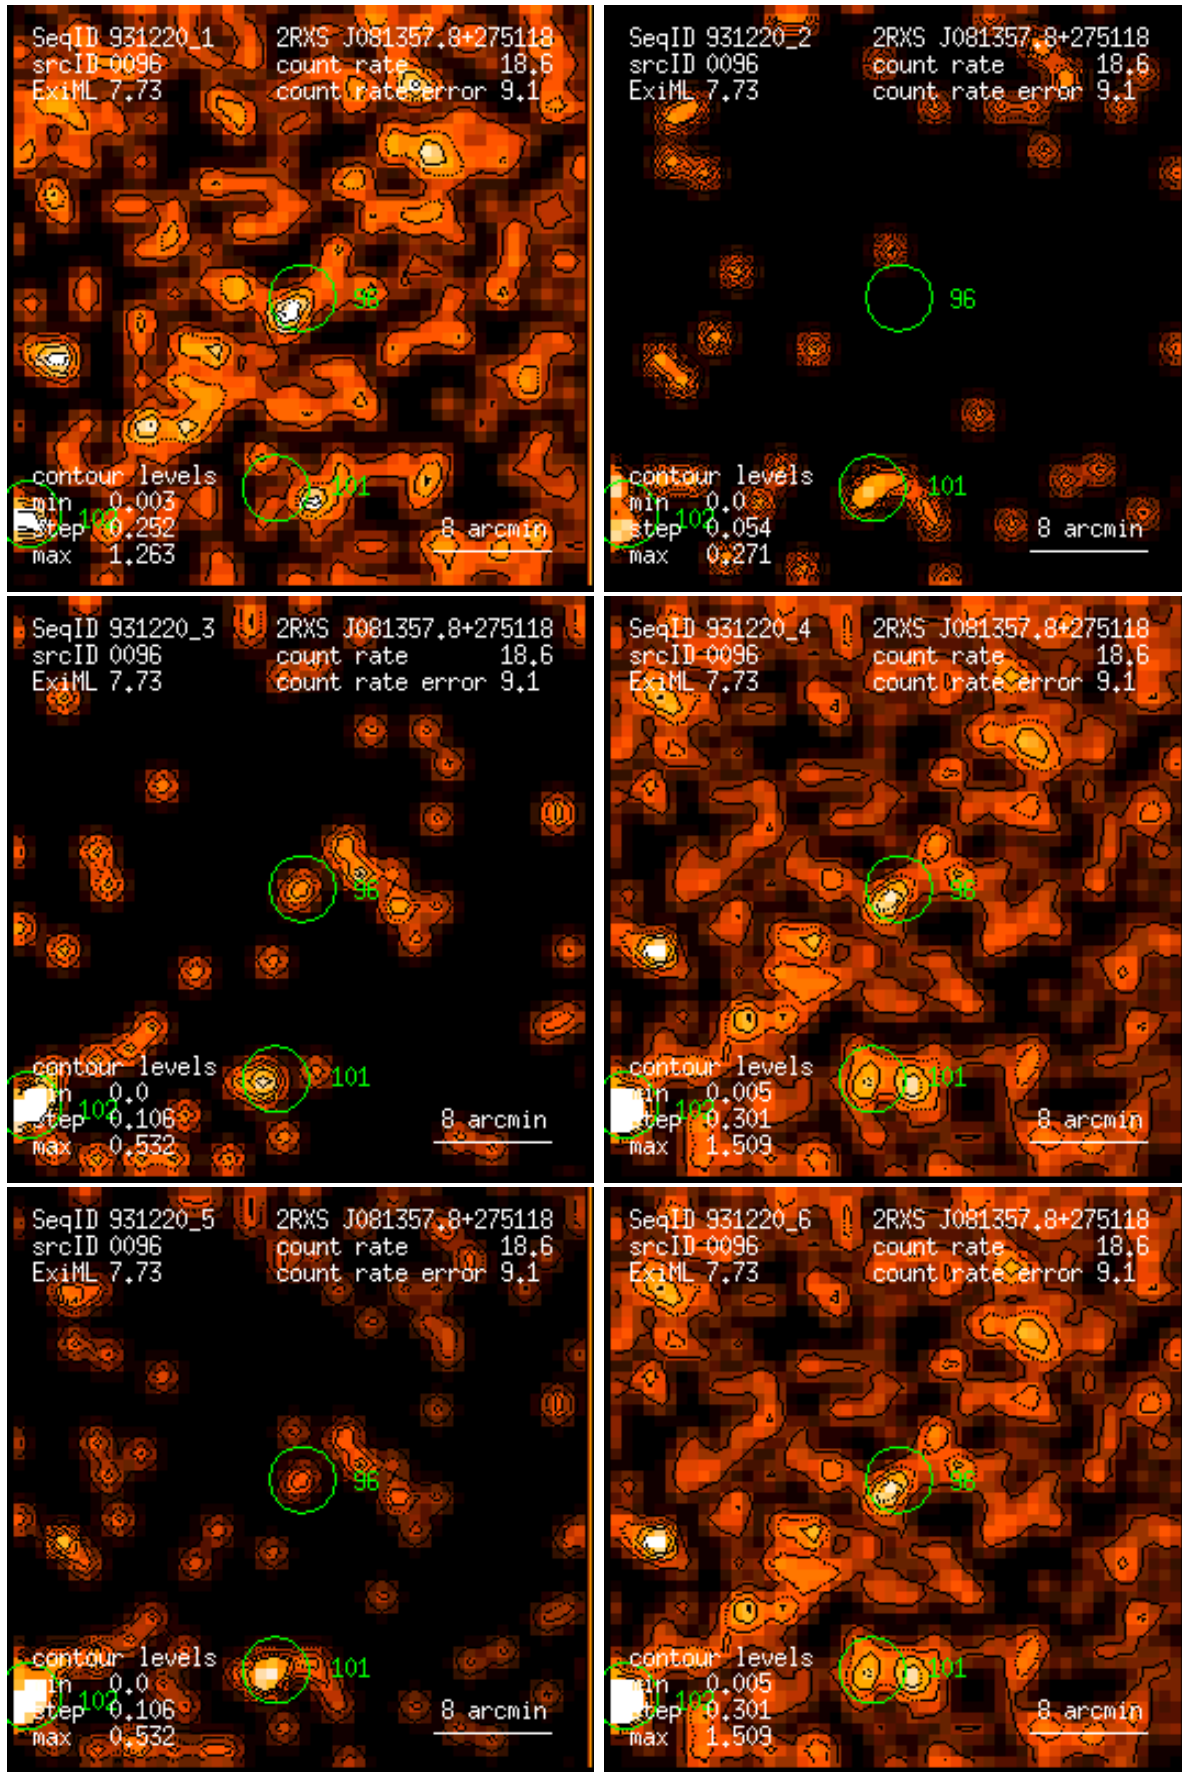 SeqID 931220_1 2RXS J081357.8+275118
srcID 0096 count rate 18.6
ExiML 7.73 count rate error 9.1
96
contour levels
101
min 0.003
102
step 0.252
8 arcmin
max 1.263
SeqID 931220_2 2RXS J081357.8+275118
srcID 0096 count rate 18.6
ExiML 7.73 count rate error 9.1
96
contour levels
101
min 0.0
102
step 0.054
8 arcmin
max 0.271
SeqID 931220_3 2RXS J081357.8+275118
srcID 0096 count rate 18.6
ExiML 7.73 count rate error 9.1
96
contour levels
101
min 0.0
102
step 0.106
8 arcmin
max 0.532
SeqID 931220_4 2RXS J081357.8+275118
srcID 0096 count rate 18.6
ExiML 7.73 count rate error 9.1
96
contour levels
101
min 0.005
102
step 0.301
8 arcmin
max 1.509
SeqID 931220_5 2RXS J081357.8+275118
srcID 0096 count rate 18.6
ExiML 7.73 count rate error 9.1
96
contour levels
101
min 0.0
102
step 0.106
8 arcmin
max 0.532
SeqID 931220_6 2RXS J081357.8+275118
srcID 0096 count rate 18.6
ExiML 7.73 count rate error 9.1
96
contour levels
101
min 0.005
102
step 0.301
8 arcmin
max 1.509